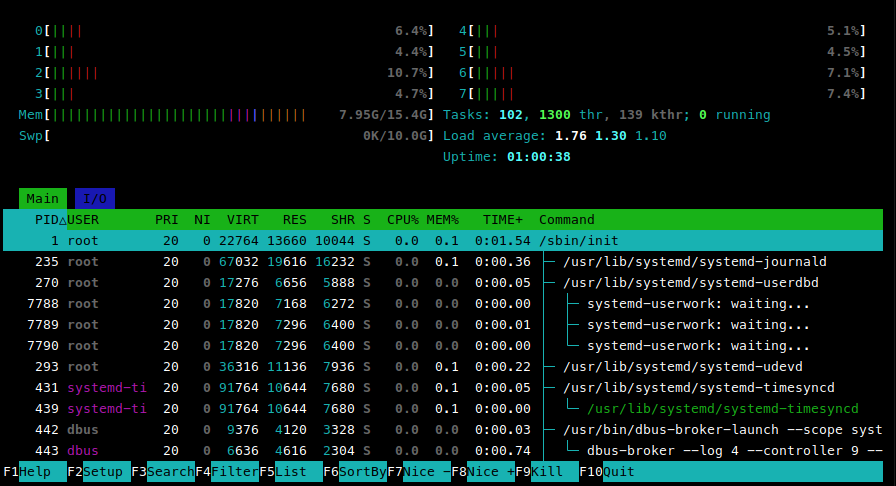 0[|||| 6.4%] 4[||| 5.1%]
1[||| 4.4%] 5[||| 4.5%]
2[|||||| 10.7%] 6[||||| 7.1%]
3[||| 4.7%] 7[||||| 7.4%]
Mem[|||||||||||||||||||||||||||||||| 7.95G/15.4G] Tasks: 102, 1300 thr, 139 kthr; 0 running
Swp[ 0K/10.0G] Load average: 1.76 1.30 1.10
Uptime: 01:00:38
Main I/O
PID△USER PRI NI VIRT RES SHR S CPU% MEM% TIME+ Command
1 root 20 0 22764 13660 10044 S 0.0 0.1 0:01.54 /sbin/init
235 root 20 0 67032 19616 16232 S 0.0 0.1 0:00.36 ├─ /usr/lib/systemd/systemd-journald
270 root 20 0 17276 6656 5888 S 0.0 0.0 0:00.05 ├─ /usr/lib/systemd/systemd-userdbd
7788 root 20 0 17820 7168 6272 S 0.0 0.0 0:00.00 │ ├─ systemd-userwork: waiting...
7789 root 20 0 17820 7296 6400 S 0.0 0.0 0:00.01 │ ├─ systemd-userwork: waiting...
7790 root 20 0 17820 7296 6400 S 0.0 0.0 0:00.00 │ └─ systemd-userwork: waiting...
293 root 20 0 36316 11136 7936 S 0.0 0.1 0:00.22 ├─ /usr/lib/systemd/systemd-udevd
431 systemd-ti 20 0 91764 10644 7680 S 0.0 0.1 0:00.05 ├─ /usr/lib/systemd/systemd-timesyncd
439 systemd-ti 20 0 91764 10644 7680 S 0.0 0.1 0:00.00 │ └─ /usr/lib/systemd/systemd-timesyncd
442 dbus 20 0 9376 4120 3328 S 0.0 0.0 0:00.03 ├─ /usr/bin/dbus-broker-launch --scope syst
443 dbus 20 0 6636 4616 2304 S 0.0 0.0 0:00.74 │ └─ dbus-broker --log 4 --controller 9 --
F1Help F2Setup F3SearchF4FilterF5List F6SortByF7Nice -F8Nice +F9Kill F10Quit